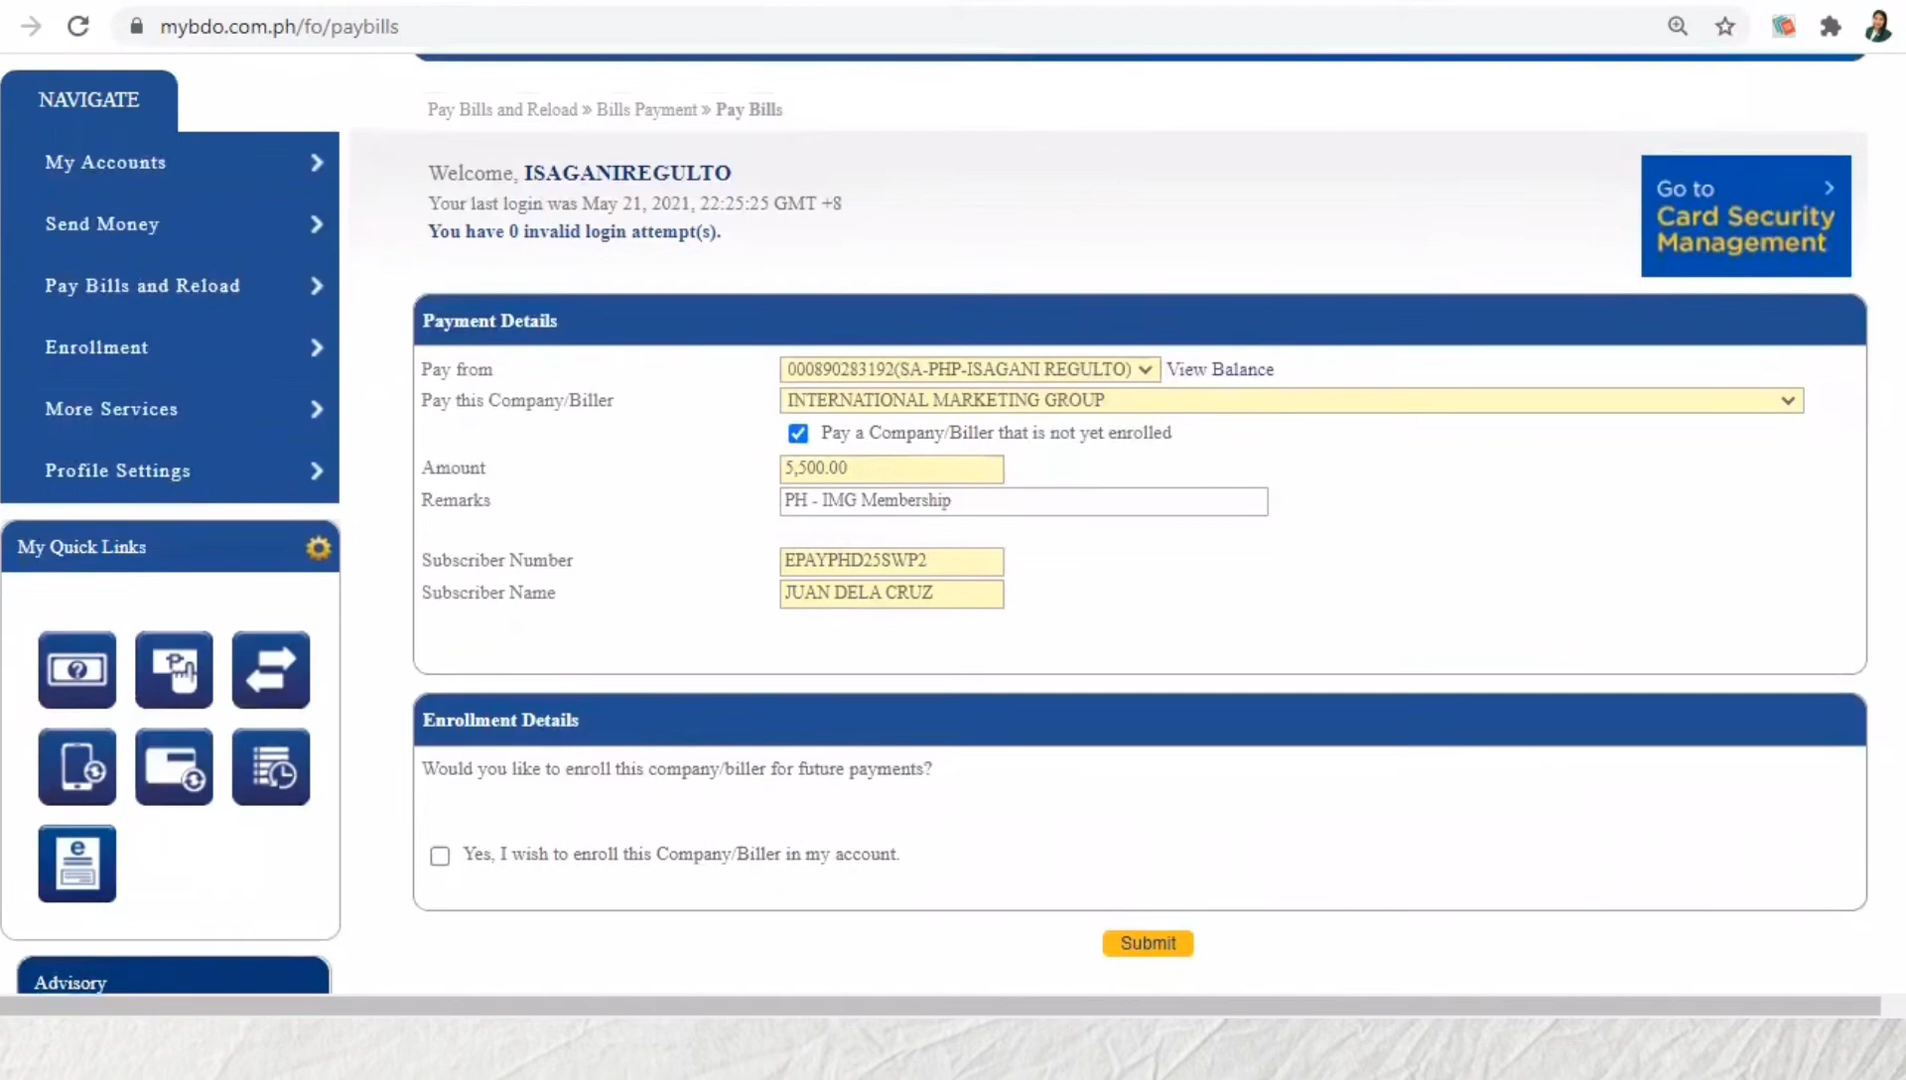 mybdo.com.ph/fo/paybills
NAVIGATE
My Accounts
Send Money
Pay Bills and Reload
Enrollment
More Services
Profile Settings
My Quick Links
Advisory
Pay Bills and Reload » Bills Payment » Pay Bills
Welcome, ISAGANIREGULTO
Your last login was May 21, 2021, 22:25:25 GMT +8
You have 0 invalid login attempt(s).
Go to
Card Security
Management
Payment Details
Pay from 000890283192(SA-PHP-ISAGANI REGULTO) View Balance
Pay this Company/Biller INTERNATIONAL MARKETING GROUP
Pay a Company/Biller that is not yet enrolled
Amount 5,500.00
Remarks PH - IMG Membership
Subscriber Number EPAYPHD25SWP2
Subscriber Name JUAN DELA CRUZ
Enrollment Details
Would you like to enroll this company/biller for future payments?
Yes, I wish to enroll this Company/Biller in my account.
Submit